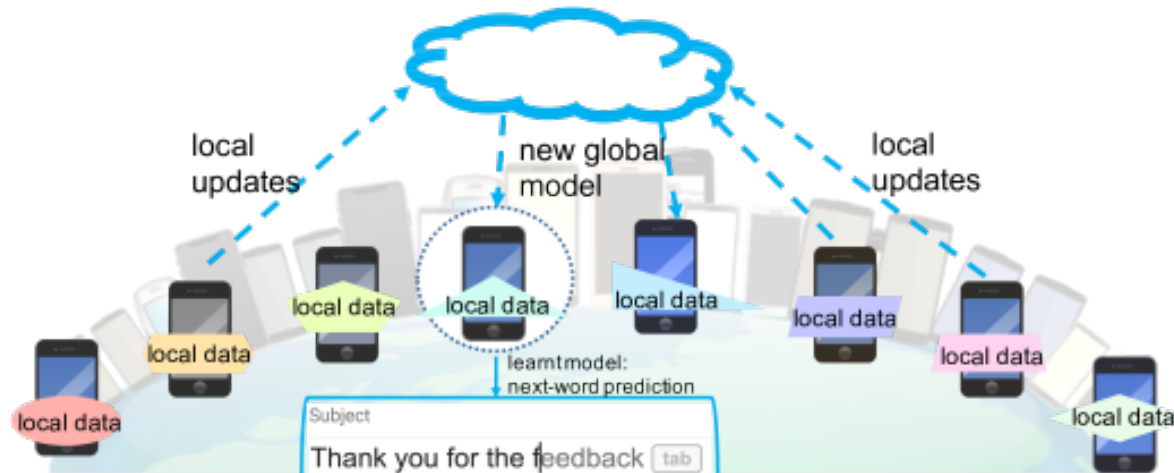 local
updates
new global
model
local
updates
local data
local data
local data
local data
local data
local data
local data
local data
learnt model:
next-word prediction
Subject
Thank you for the feedback tab